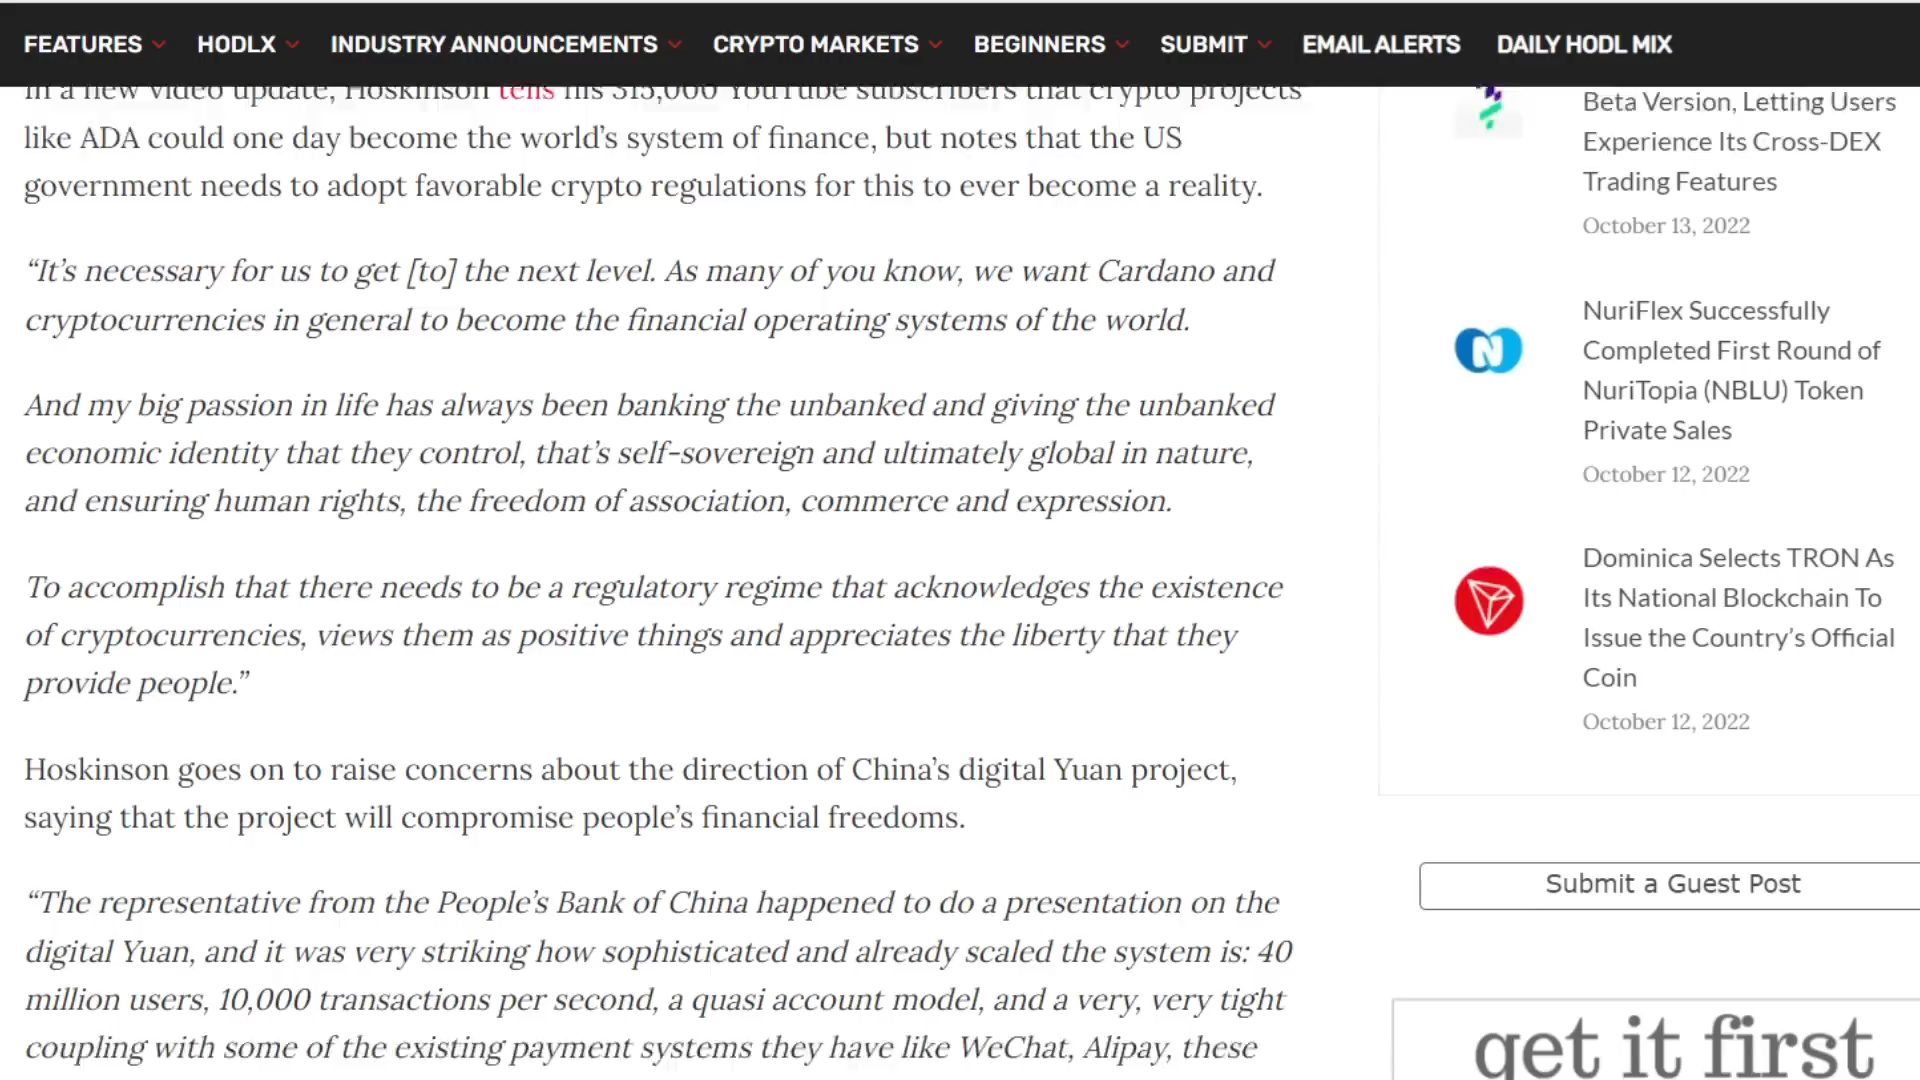 FEATURES HODLX INDUSTRY ANNOUNCEMENTS CRYPTO MARKETS BEGINNERS SUBMIT EMAIL ALERTS DAILY HODL MIX
In a new video update, Hoskinson tells his 315,000 YouTube subscribers that crypto projects
like ADA could one day become the world’s system of finance, but notes that the US
government needs to adopt favorable crypto regulations for this to ever become a reality.
“It’s necessary for us to get [to] the next level. As many of you know, we want Cardano and
cryptocurrencies in general to become the financial operating systems of the world.
And my big passion in life has always been banking the unbanked and giving the unbanked
economic identity that they control, that’s self-sovereign and ultimately global in nature,
and ensuring human rights, the freedom of association, commerce and expression.
To accomplish that there needs to be a regulatory regime that acknowledges the existence
of cryptocurrencies, views them as positive things and appreciates the liberty that they
provide people.”
Hoskinson goes on to raise concerns about the direction of China’s digital Yuan project,
saying that the project will compromise people’s financial freedoms.
“The representative from the People’s Bank of China happened to do a presentation on the
digital Yuan, and it was very striking how sophisticated and already scaled the system is: 40
million users, 10,000 transactions per second, a quasi account model, and a very, very tight
coupling with some of the existing payment systems they have like WeChat, Alipay, these
Beta Version, Letting Users
Experience Its Cross-DEX
Trading Features
October 13, 2022
NuriFlex Successfully
Completed First Round of
NuriTopia (NBLU) Token
Private Sales
October 12, 2022
Dominica Selects TRON As
Its National Blockchain To
Issue the Country’s Official
Coin
October 12, 2022
Submit a Guest Post
get it first